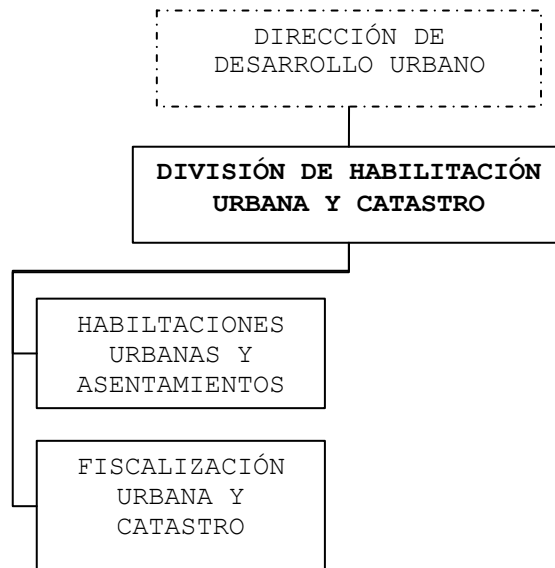 DIRECCIÓN DE
DESARROLLO URBANO
DIVISIÓN DE HABILITACIÓN
URBANA Y CATASTRO
HABILTACIONES
URBANAS Y
ASENTAMIENTOS
FISCALIZACIÓN
URBANA Y
CATASTRO